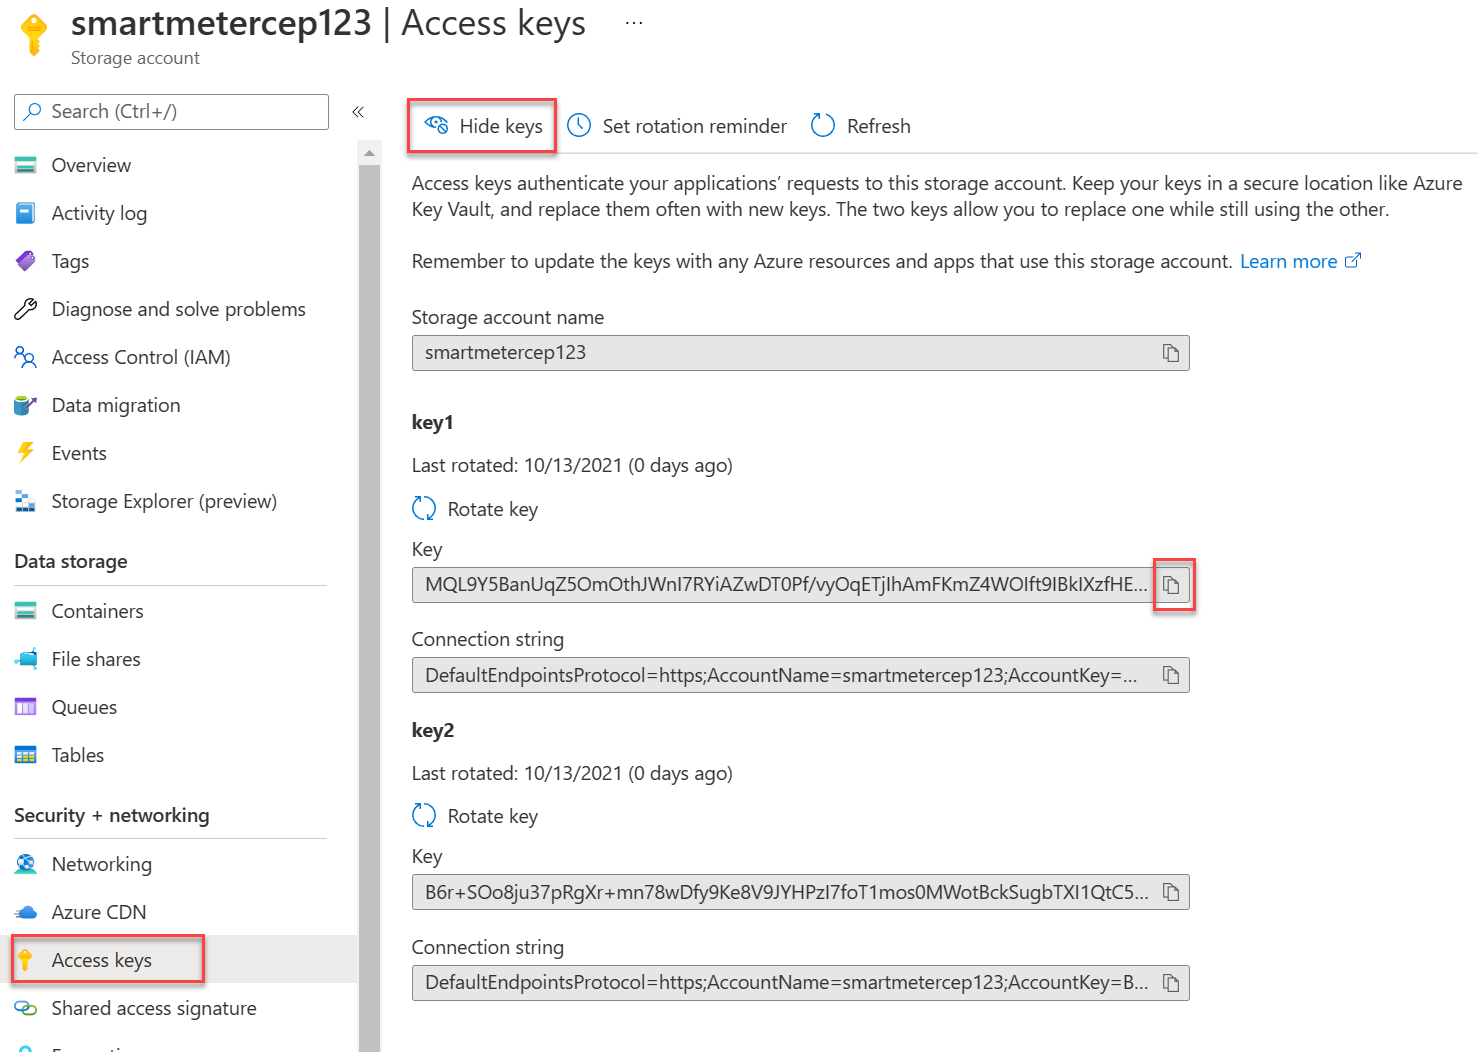 smartmetercep123 | Access keys ...
Storage account
Search (Ctrl+/)
«
Overview
Activity log
Tags
Diagnose and solve problems
Access Control (IAM)
Data migration
Events
Storage Explorer (preview)
Data storage
Containers
File shares
Queues
Tables
Security + networking
Networking
Azure CDN
Access keys
Shared access signature
Hide keys
Set rotation reminder
Refresh
Access keys authenticate your applications’ requests to this storage account. Keep your keys in a secure location like Azure
Key Vault, and replace them often with new keys. The two keys allow you to replace one while still using the other.
Remember to update the keys with any Azure resources and apps that use this storage account. Learn more
Storage account name
smartmetercep123
key1
Last rotated: 10/13/2021 (0 days ago)
Rotate key
Key
MQL9Y5BanUqZ5OmOthJWnI7RYiAZwDT0Pf/vyOqETjIhAmFKmZ4WOIft9IBkIXzfHE...
Connection string
DefaultEndpointsProtocol=https;AccountName=smartmetercep123;AccountKey=...
key2
Last rotated: 10/13/2021 (0 days ago)
Rotate key
Key
B6r+SOo8ju37pRgXr+mn78wDfy9Ke8V9JYHPzI7foT1mos0MWotBckSugbTXI1QtC5...
Connection string
DefaultEndpointsProtocol=https;AccountName=smartmetercep123;AccountKey=B...